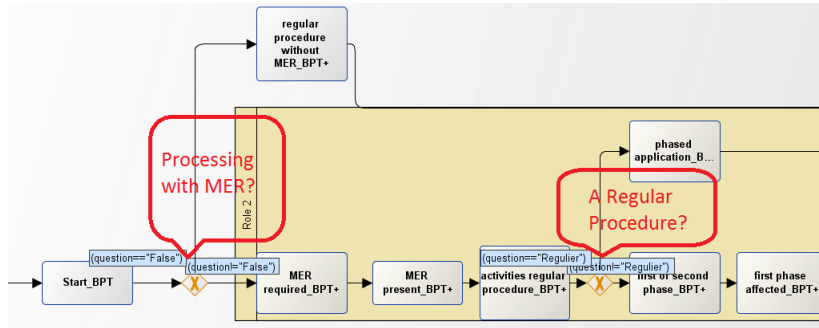 regular
procedure
without
MER_BPT+
Processing
with MER?
Role 2
phased
application_B...
A Regular
Procedure?
(question=="False")
(question!="False")
(question=="Regulier")
(question!="Regulier")
Start_BPT
MER
required_BPT+
MER
present_BPT+
activities regular
procedure_BPT+
first of second
phase_BPT+
first phase
affected_BPT+